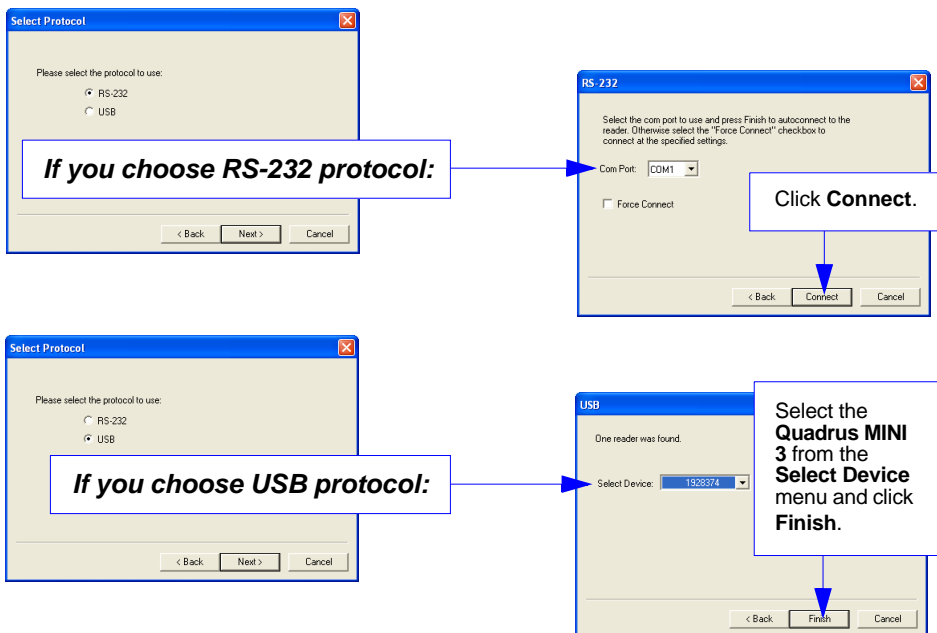 Select Protocol
Please select the protocol to use:
RS-232
USB
If you choose RS-232 protocol:
< Back
Next >
Cancel
RS-232
Select the com port to use and press Finish to autoconnect to the
reader. Otherwise select the "Force Connect" checkbox to
connect at the specified settings.
Com Port:
COM1
Force Connect
Click Connect.
< Back
Connect
Cancel
Select Protocol
Please select the protocol to use:
RS-232
USB
If you choose USB protocol:
< Back
Next >
Cancel
USB
One reader was found.
Select Device:
1928374
Select the
Quadrus MINI
3 from the
Select Device
menu and click
Finish.
< Back
Finish
Cancel